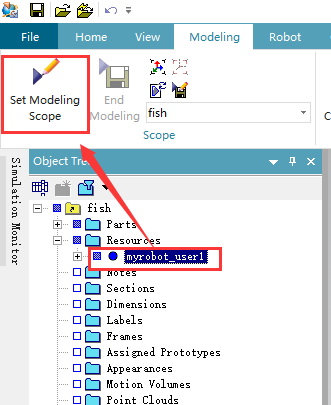 File Home View Modeling Robot
Set Modeling Scope
End Modeling
fish
Scope
Simulation Monitor
Object Tre
fish
Parts
Resources
myrobot_user1
Notes
Sections
Dimensions
Labels
Frames
Assigned Prototypes
Appearances
Motion Volumes
Point Clouds